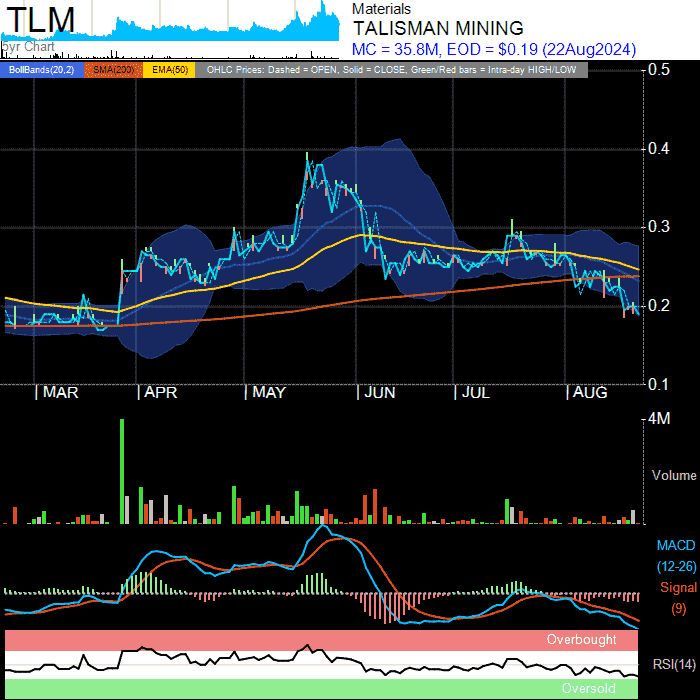 TLM
5yr Chart
Materials
TALISMAN MINING
MC = 35.8M, EOD = $0.19 (22Aug2024)
BollBands(20,2) SMA(200) EMA(50) OHLC Prices: Dashed = OPEN, Solid = CLOSE, Green/Red bars = Intra-day HIGH/LOW
0.5
0.4
0.3
0.2
0.1
| MAR | APR | MAY | JUN | JUL | AUG
4M
Volume
MACD
(12-26)
Signal
(9)
Overbought
RSI(14)
Oversold